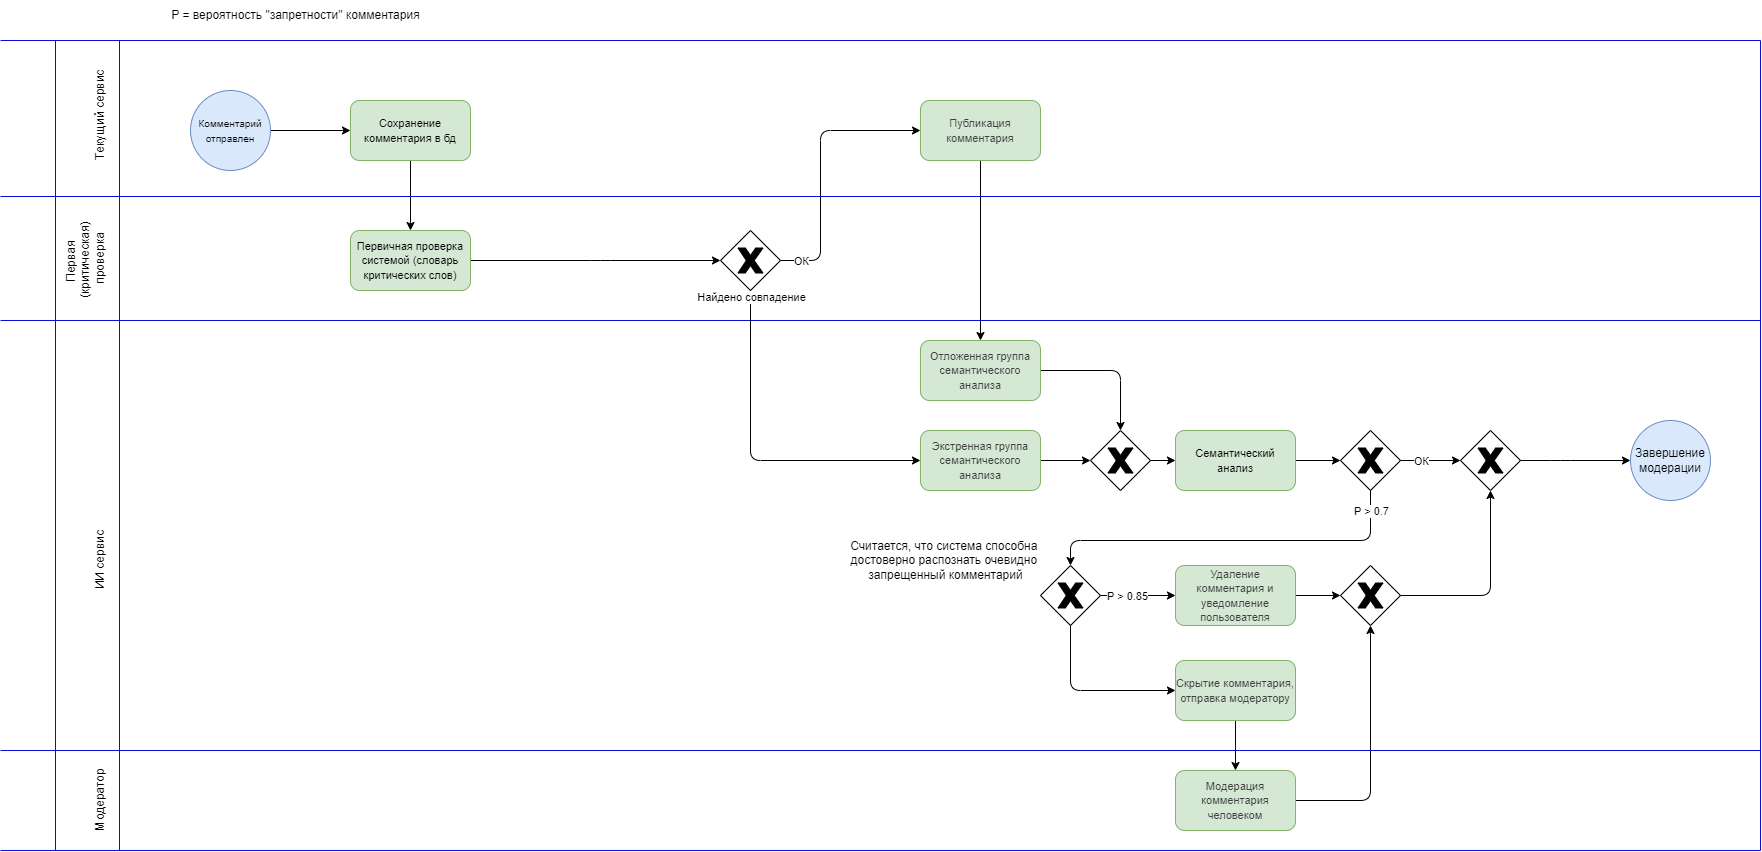 P = вероятность "запретности" комментария
Текущий сервис
Комментарий
отправлен
Сохранение
комментария в бд
Публикация
комментария
Первая
(критическая)
проверка
Первичная проверка
системой (словарь
критических слов)
X
ОК
Найдено совпадение
ИИ сервис
Отложенная группа
семантического
анализа
Экстренная группа
семантического
анализа
X
Семантический
анализ
X
ОК
X
Завершение
модерации
P > 0.7
Считается, что система способна
достоверно распознать очевидно
запрещенный комментарий
X
P > 0.85
Удаление
комментария и
уведомление
пользователя
X
Скрытие комментария,
отправка модератору
Модератор
Модерация
комментария
человеком